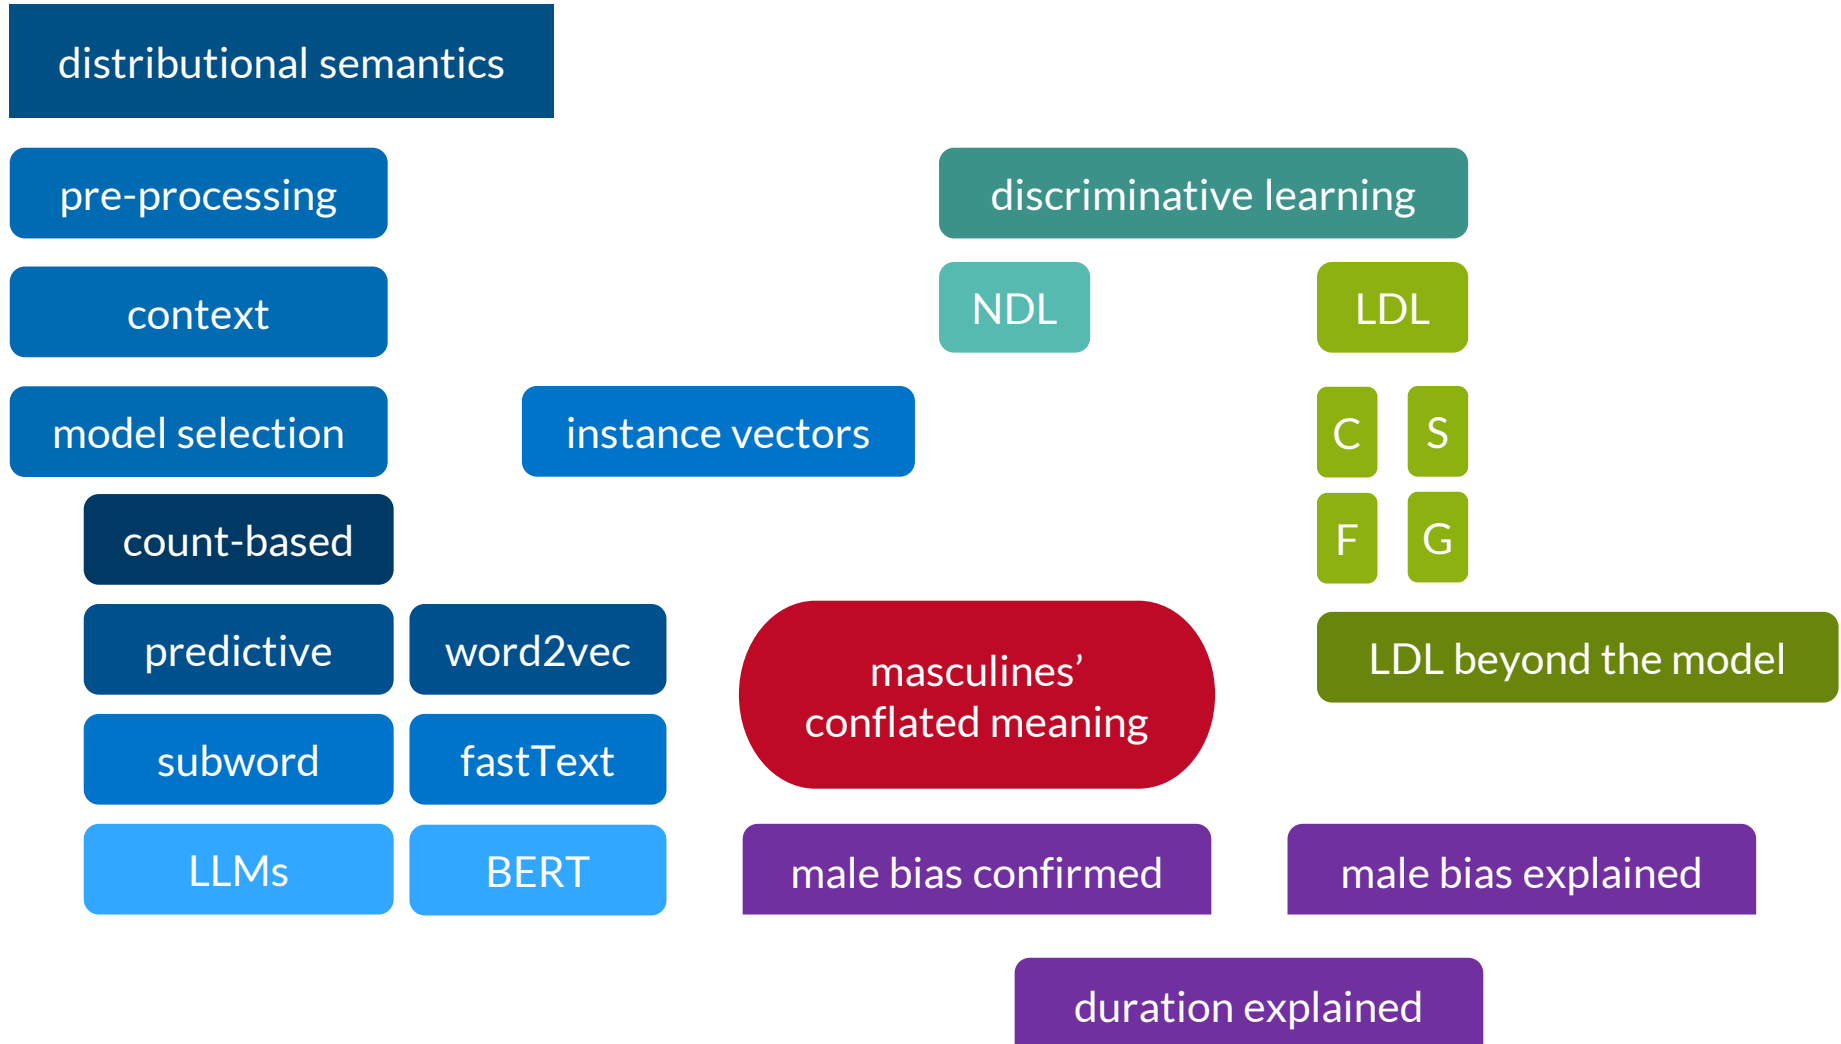 distributional semantics
pre-processing
discriminative learning
context
NDL
LDL
model selection
instance vectors
C
S
count-based
F
G
predictive
word2vec
masculines’
conflated meaning
LDL beyond the model
subword
fastText
LLMs
BERT
male bias confirmed
male bias explained
duration explained